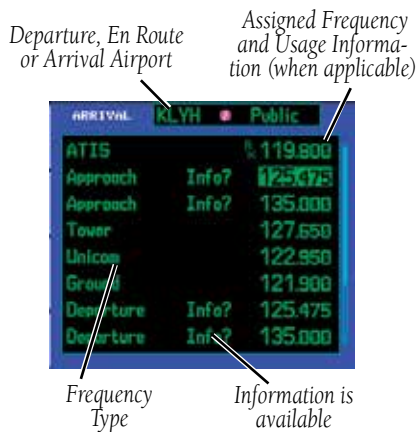 Departure, En Route
or Arrival Airport
Assigned Frequency
and Usage Informa-
tion (when applicable)
ARRIVAL KLYH Public
ATIS Rx 119.800
Approach Info? 125.475
Approach Info? 135.000
Tower 127.650
Unicom 122.950
Ground 121.900
Departure Info? 125.475
Departure Info? 135.000
Frequency
Type
Information is
available